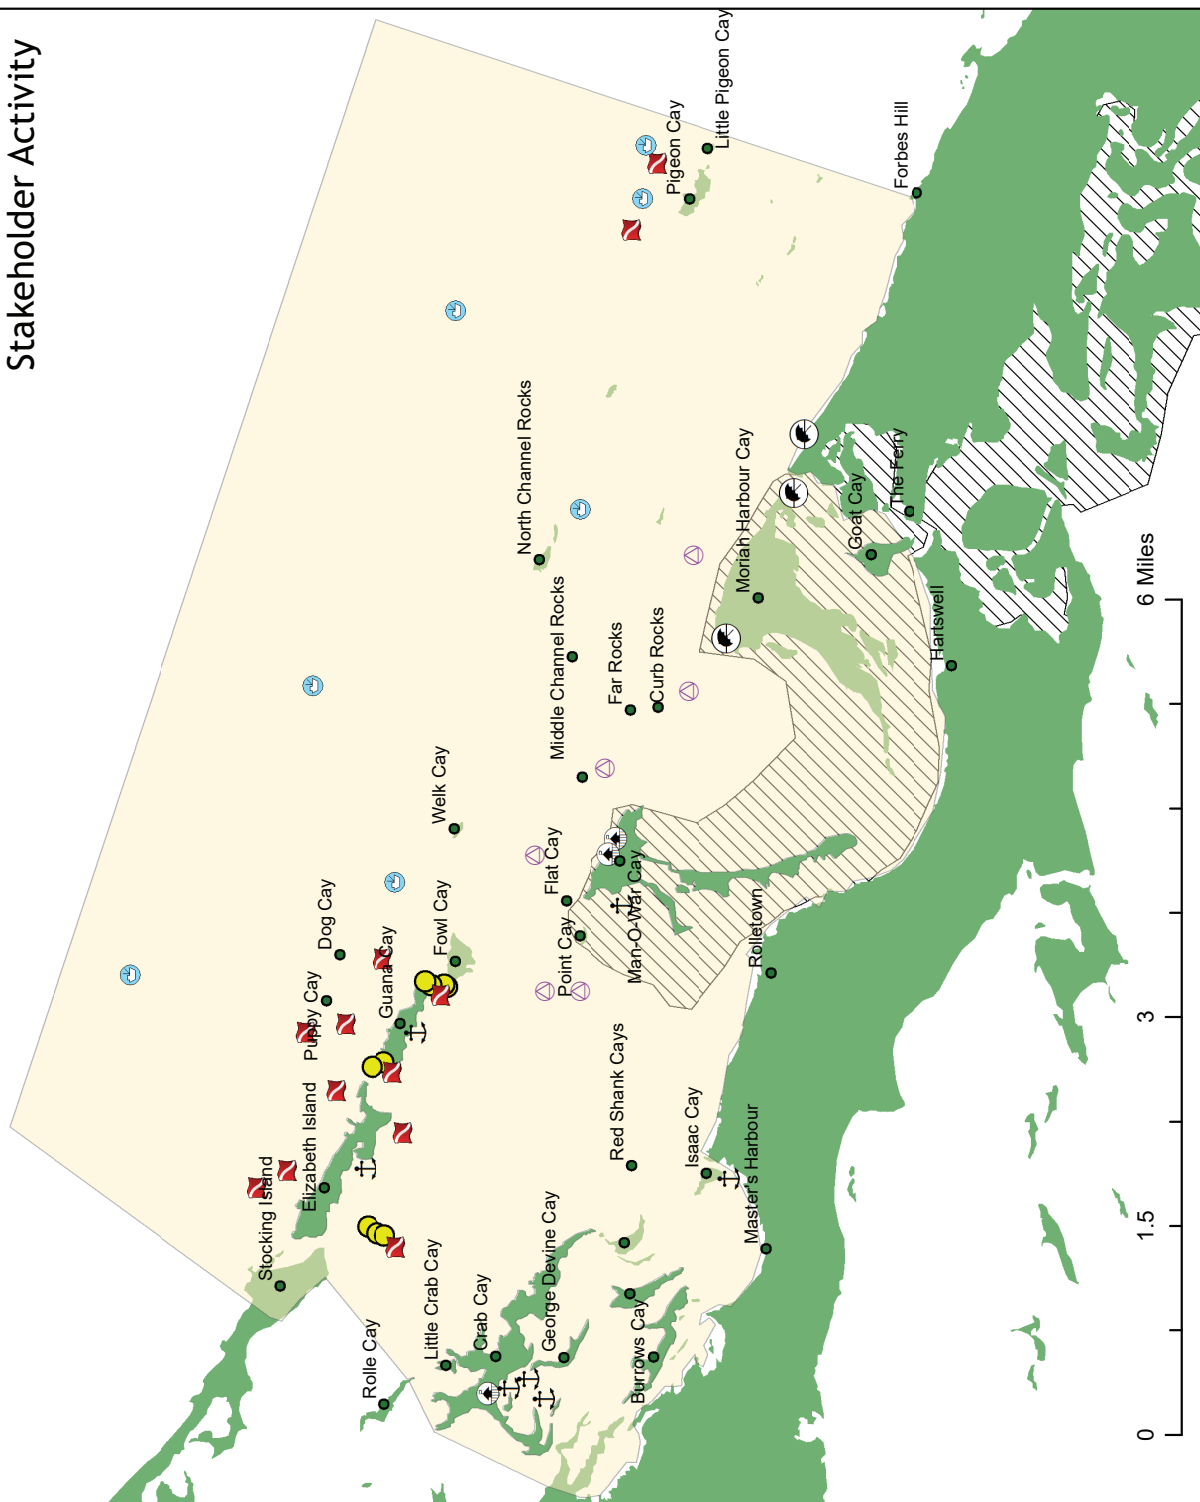 Stakeholder Activity
Little Pigeon Cay
Pigeon Cay
Forbes Hill
North Channel Rocks
Moriah Harbour Cay
Goat Cay
The Ferry
Middle Channel Rocks
Far Rocks
Curb Rocks
Hartswell
Welk Cay
Flat Cay
Point Cay
Man-O-War Cay
Rolletown
Dog Cay
Fowl Cay
Guana Cay
Puppy Cay
Elizabeth Island
Stocking Island
Red Shank Cays
Isaac Cay
Master's Harbour
Little Crab Cay
Crab Cay
George Devine Cay
Rolle Cay
Burrows Cay
0
1.5
3
6 Miles